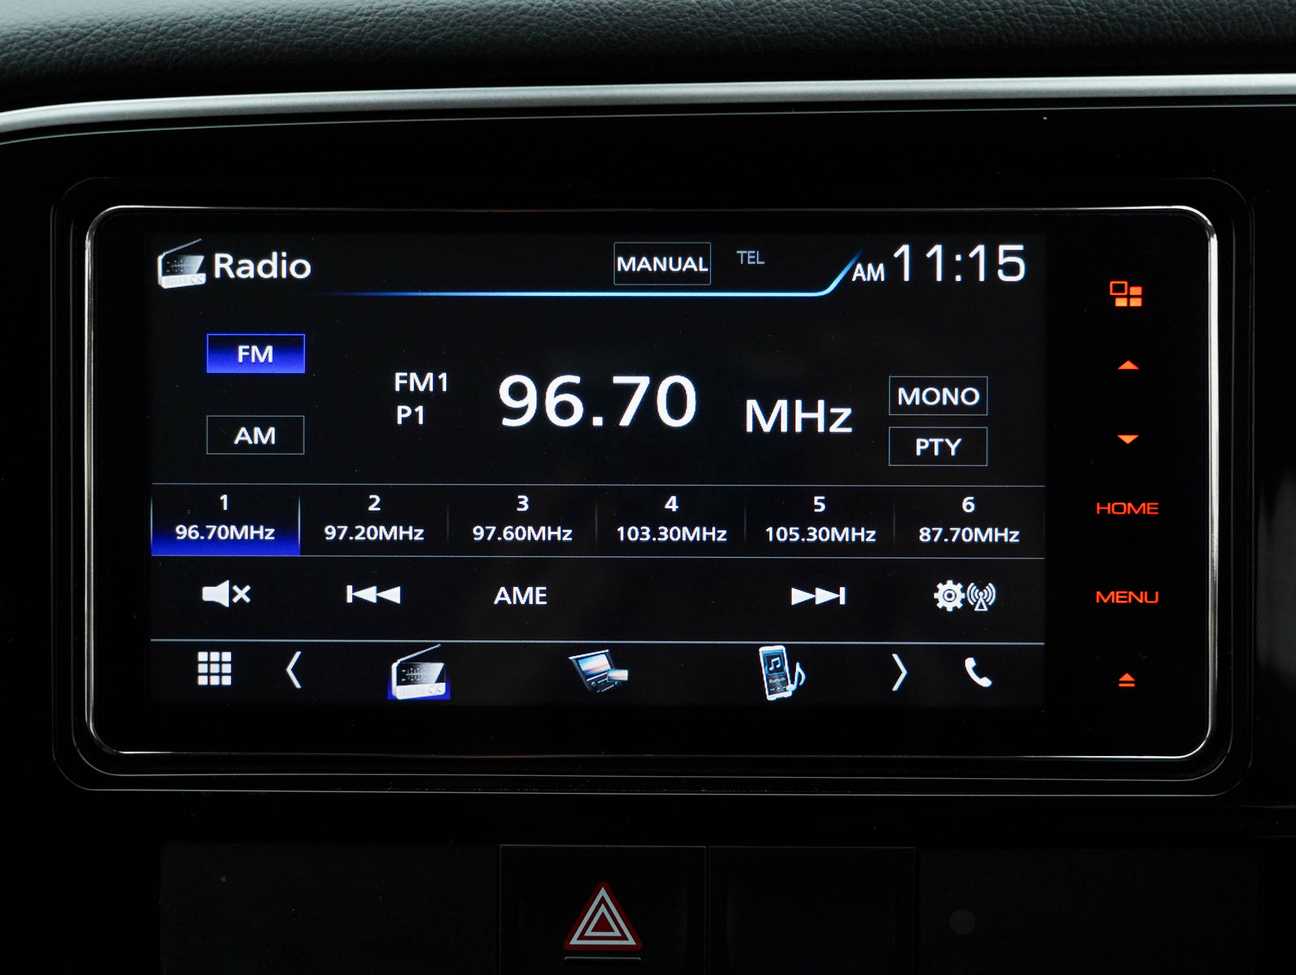 Radio
MANUAL
TEL
AM 11:15
FM
AM
FM1
P1
96.70 MHz
MONO
PTY
1
96.70MHz
2
97.20MHz
3
97.60MHz
4
103.30MHz
5
105.30MHz
6
87.70MHz
AME
HOME
MENU